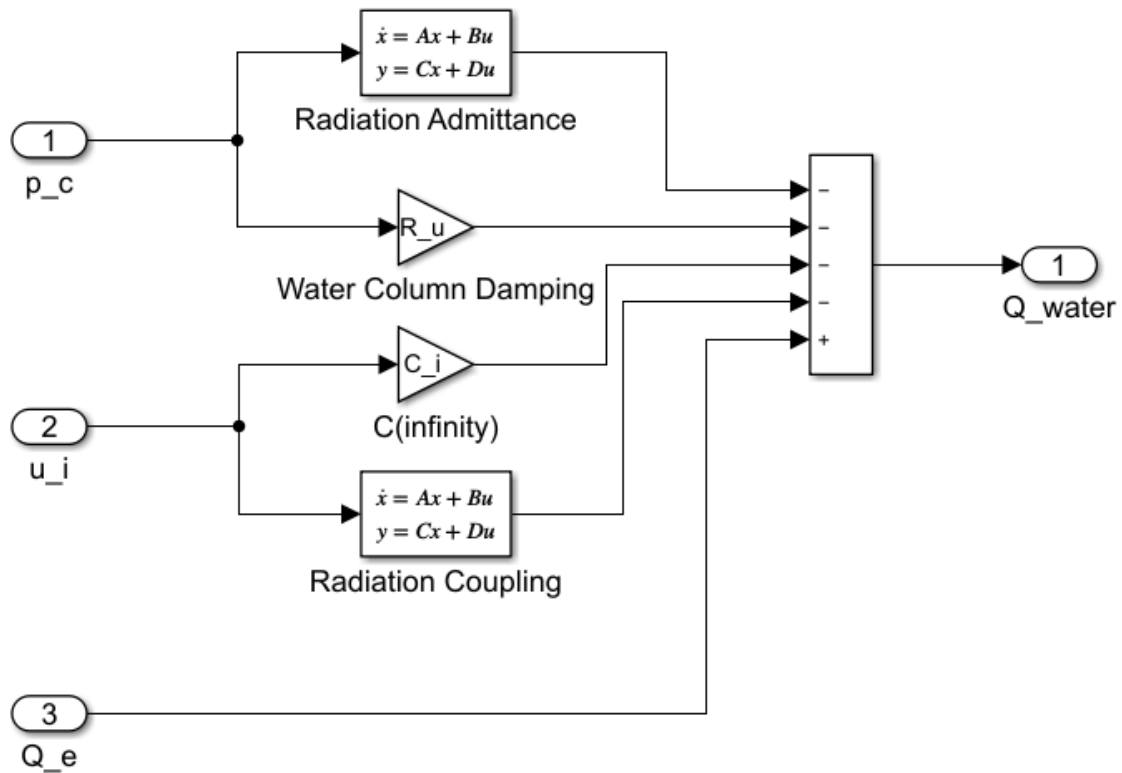 ẋ = Ax + Bu
y = Cx + Du
Radiation Admittance
1
p_c
R_u
Water Column Damping
−
−
−
−
+
1
Q_water
C_i
C(infinity)
2
u_i
ẋ = Ax + Bu
y = Cx + Du
Radiation Coupling
3
Q_e